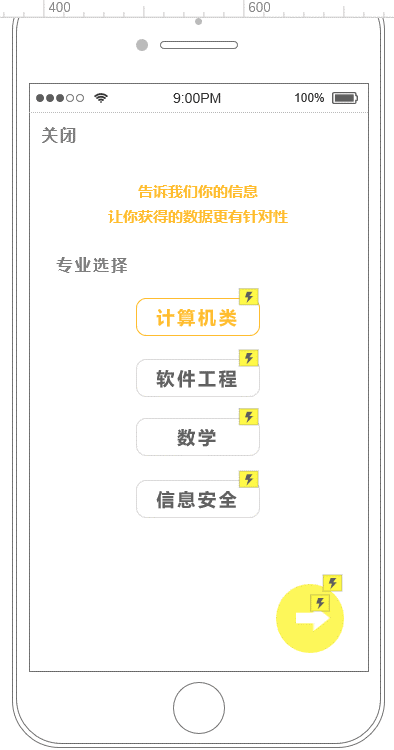 400
600
9:00PM
100%
关闭
告诉我们你的信息
让你获得的数据更有针对性
专业选择
计算机类
软件工程
数学
信息安全